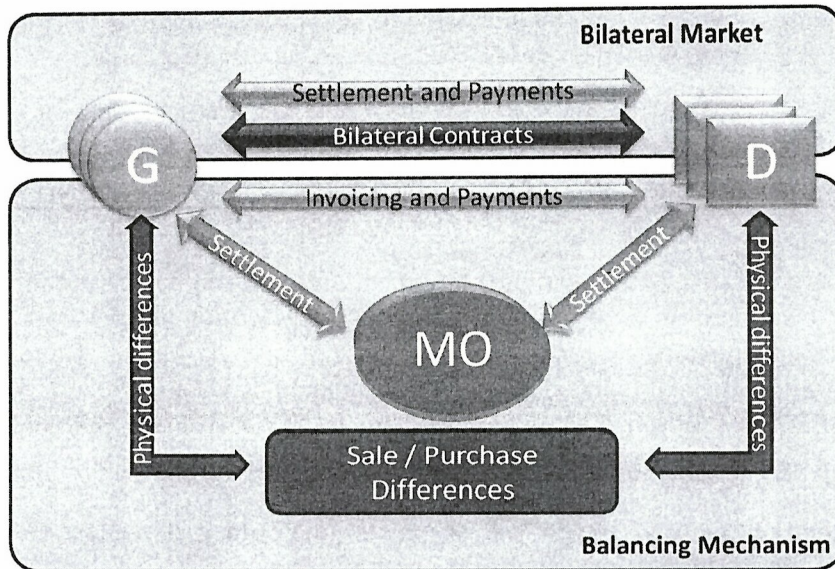 Bilateral Market
Settlement and Payments
G
Bilateral Contracts
D
Invoicing and Payments
Settlement
Settlement
Physical differences
Physical differences
MO
Sale / Purchase
Differences
Balancing Mechanism